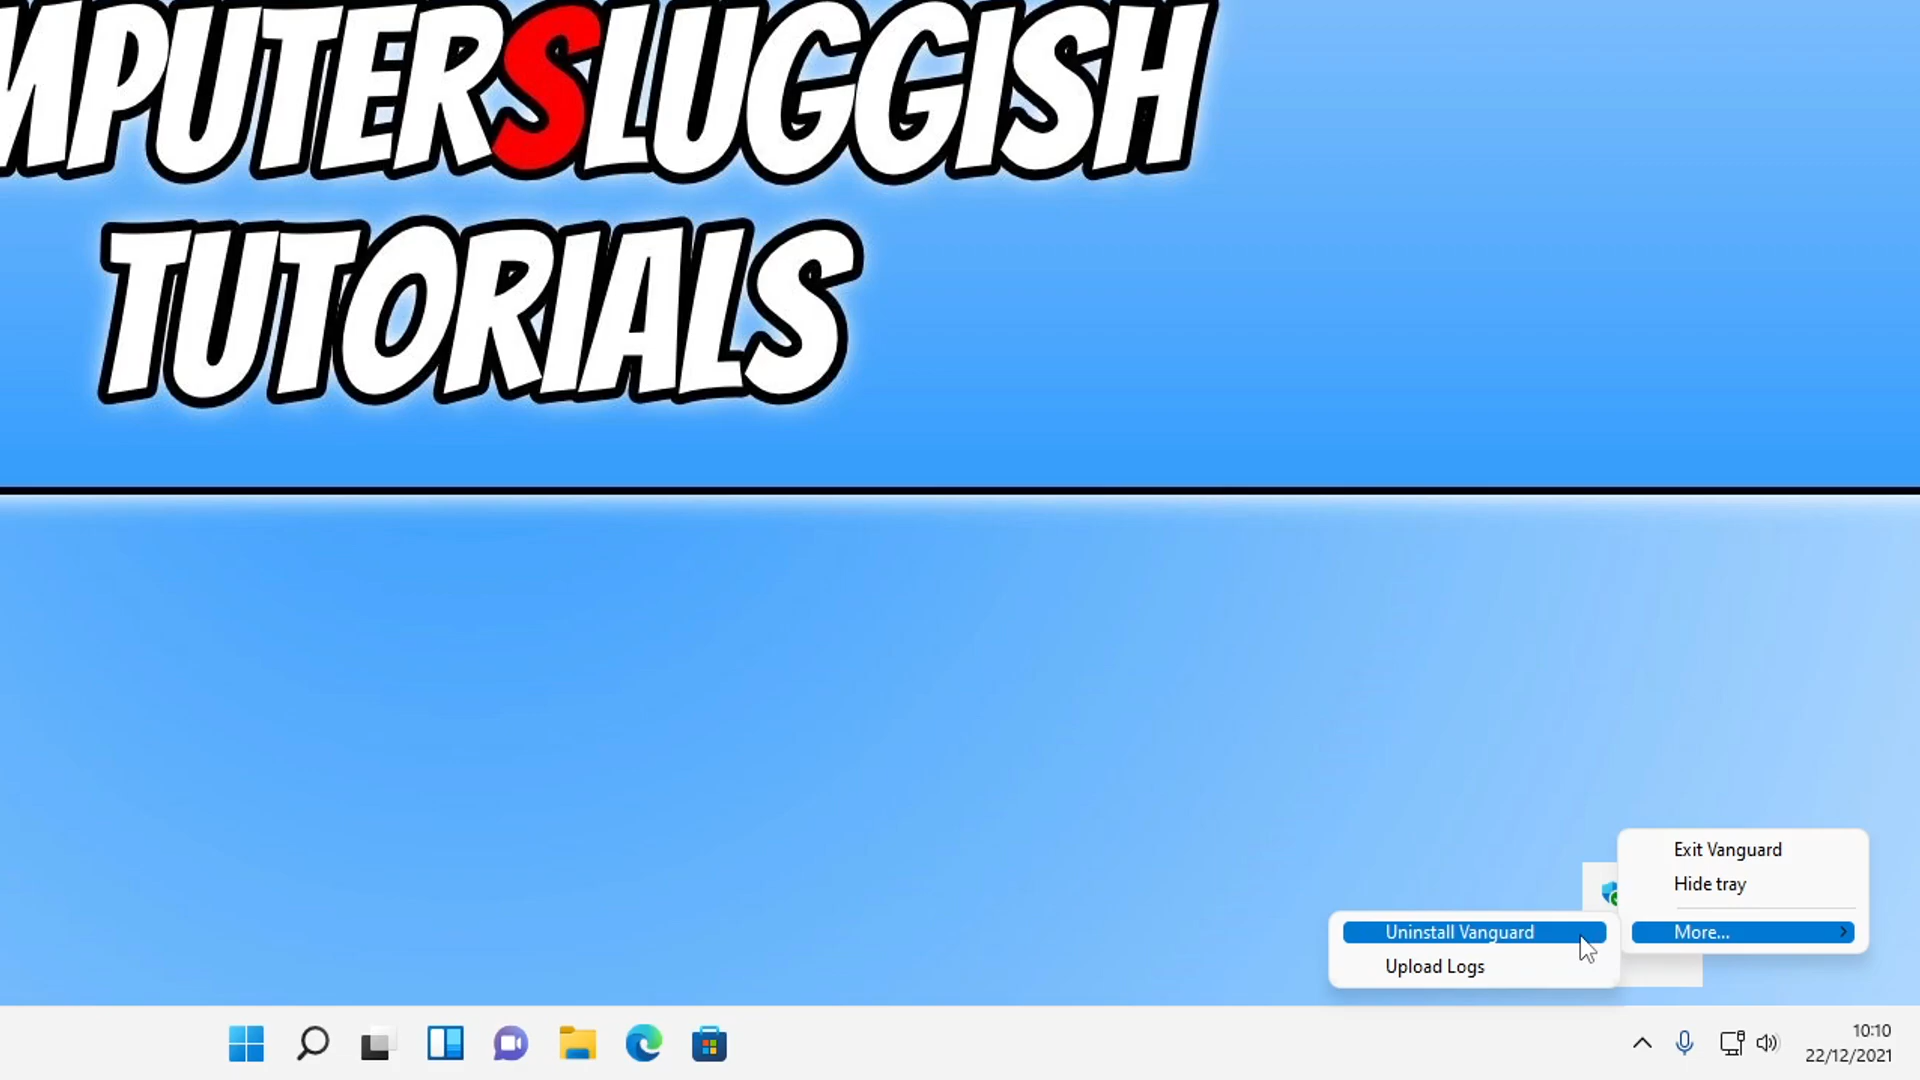 MPUTERSLUGGISH
TUTORIALS
Exit Vanguard
Hide tray
More...
Uninstall Vanguard
Upload Logs
10:10
22/12/2021